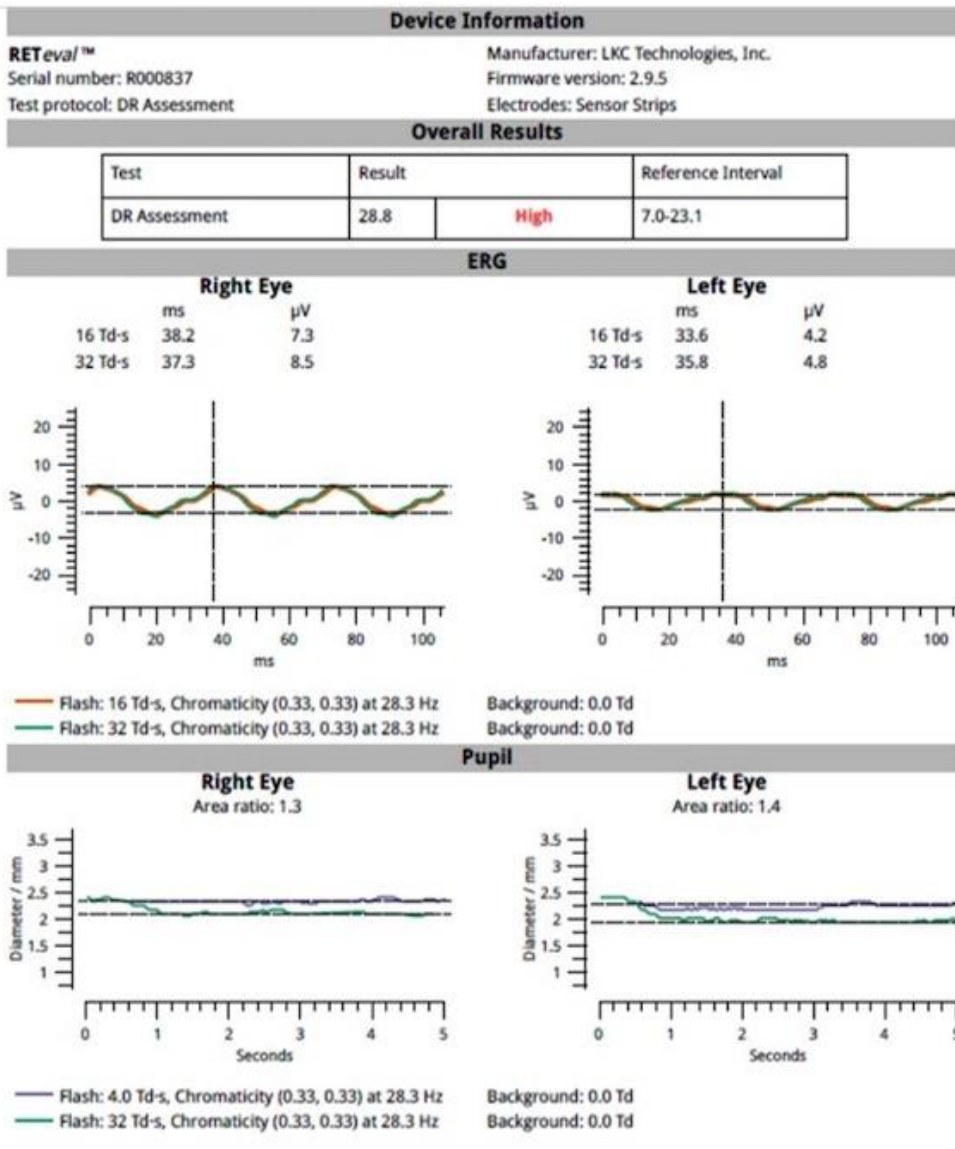 Device Information
RETeval™ Manufacturer: LKC Technologies, Inc.
Serial number: R000837 Firmware version: 2.9.5
Test protocol: DR Assessment Electrodes: Sensor Strips
Overall Results
Test Result Reference Interval
DR Assessment 28.8 High 7.0-23.1
ERG
Right Eye Left Eye
ms µV ms µV
16 Td-s 38.2 7.3 16 Td-s 33.6 4.2
32 Td-s 37.3 8.5 32 Td-s 35.8 4.8
20 20
10 10
µV 0 µV 0
-10 -10
-20 -20
0 20 40 60 80 100 0 20 40 60 80 100
ms ms
Flash: 16 Td-s, Chromaticity (0.33, 0.33) at 28.3 Hz Background: 0.0 Td
Flash: 32 Td-s, Chromaticity (0.33, 0.33) at 28.3 Hz Background: 0.0 Td
Pupil
Right Eye Left Eye
Area ratio: 1.3 Area ratio: 1.4
3.5 3.5
3 3
2.5 2.5
Diameter / mm 2 Diameter / mm 2
1.5 1.5
1 1
0 1 2 3 4 5 0 1 2 3 4 5
Seconds Seconds
Flash: 4.0 Td-s, Chromaticity (0.33, 0.33) at 28.3 Hz Background: 0.0 Td
Flash: 32 Td-s, Chromaticity (0.33, 0.33) at 28.3 Hz Background: 0.0 Td